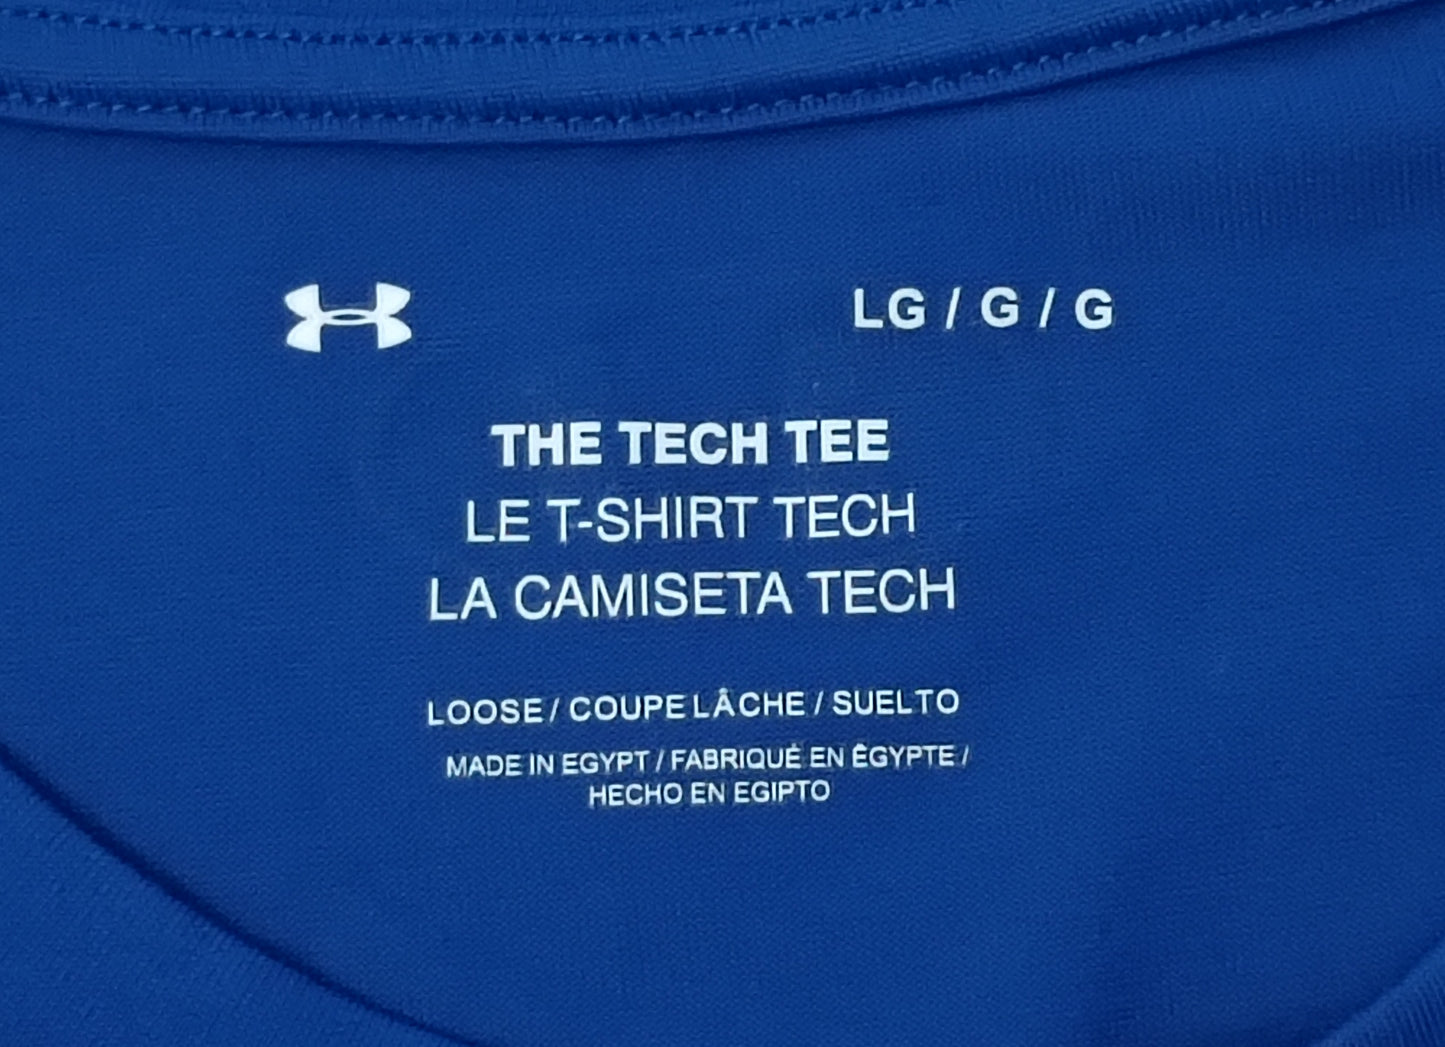 LG / G / G
THE TECH TEE
LE T-SHIRT TECH
LA CAMISETA TECH
LOOSE / COUPE LÂCHE / SUELTO
MADE IN EGYPT / FABRIQUÉ EN ÉGYPTE /
HECHO EN EGIPTO